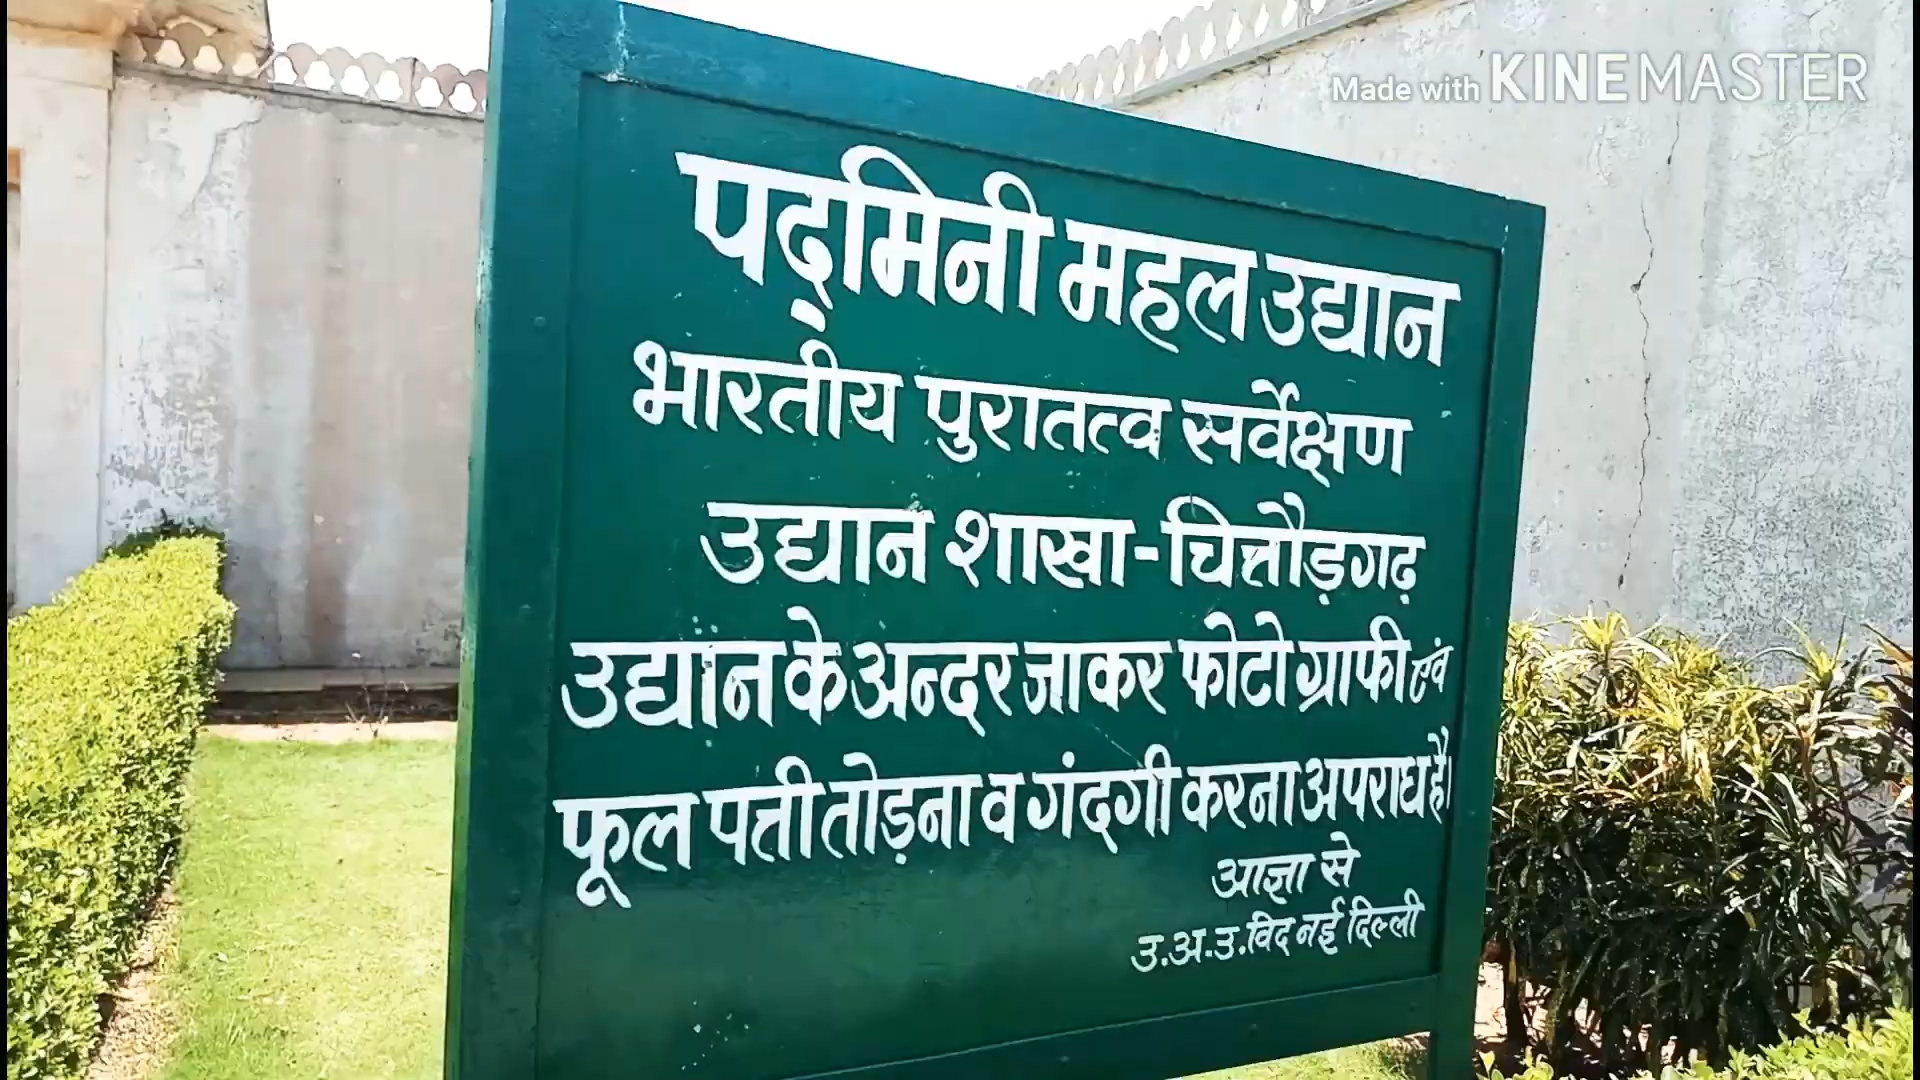 Made with KINEMASTER
पद्मिनी महल उद्यान
भारतीय पुरातत्व सर्वेक्षण
उद्यान शाखा-चित्तौड़गढ़
उद्यान के अन्दर जाकर फोटो ग्राफी एवं
फूल पत्ती तोड़ना व गंदगी करना अपराध है।
आज्ञा से
उ.अ.उ.विद नई दिल्ली